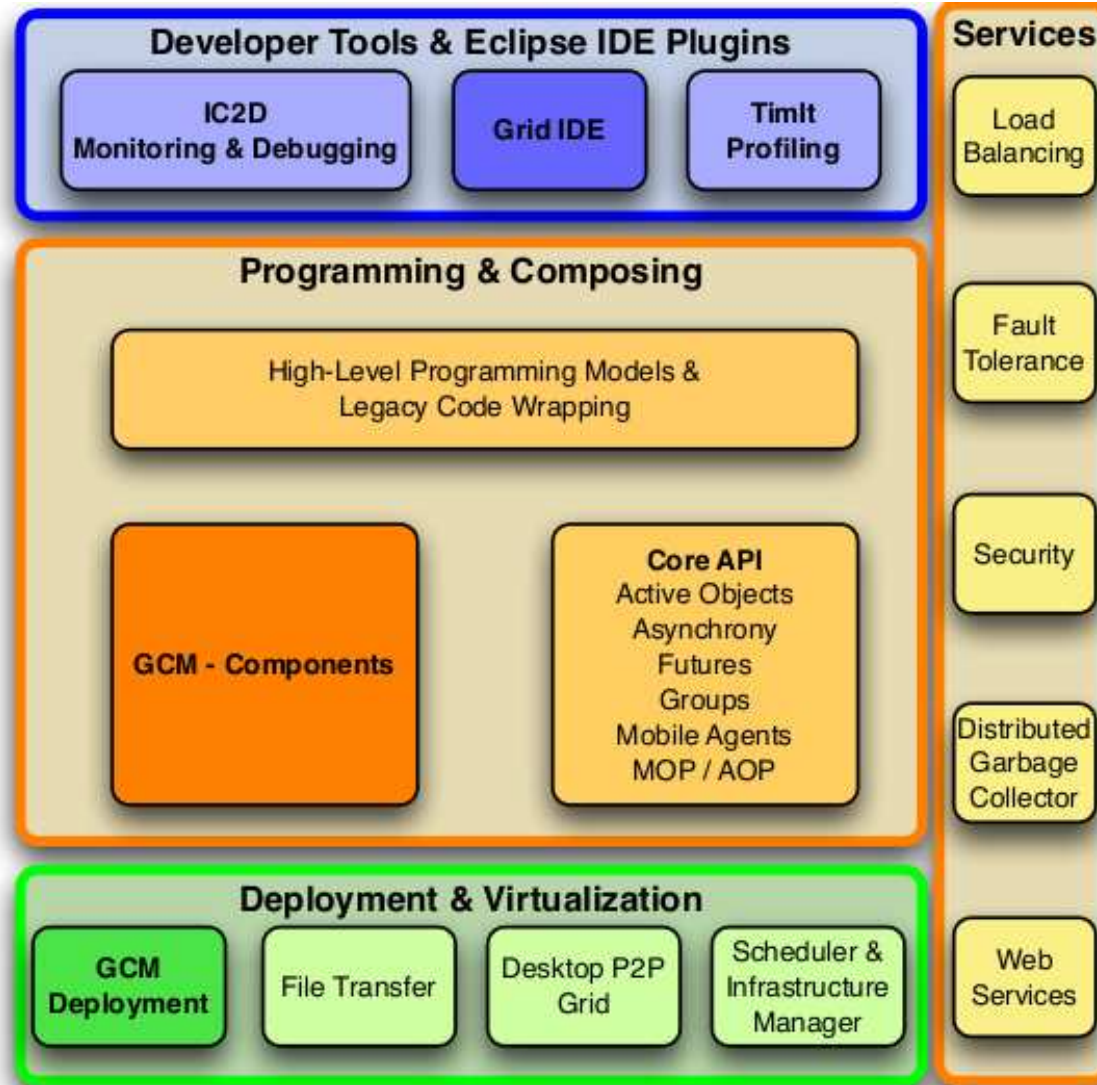 Developer Tools & Eclipse IDE Plugins
IC2D
Monitoring & Debugging
Grid IDE
TimIt
Profiling
Programming & Composing
High-Level Programming Models &
Legacy Code Wrapping
GCM - Components
Core API
Active Objects
Asynchrony
Futures
Groups
Mobile Agents
MOP / AOP
Deployment & Virtualization
GCM
Deployment
File Transfer
Desktop P2P
Grid
Scheduler &
Infrastructure
Manager
Services
Load
Balancing
Fault
Tolerance
Security
Distributed
Garbage
Collector
Web
Services